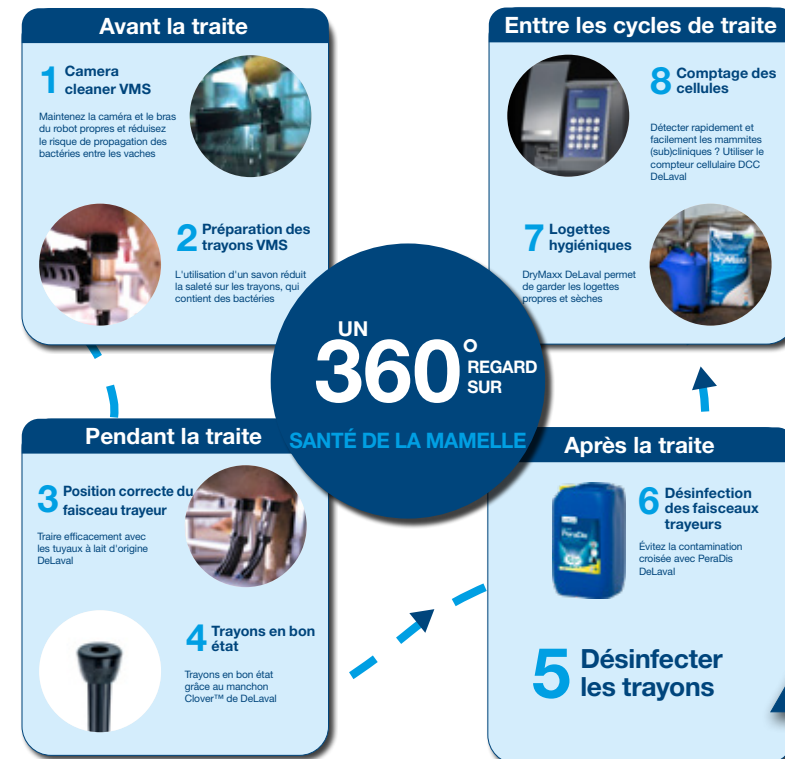 Avant la traite
1 Camera
cleaner VMS
Maintenez la caméra et le bras
du robot propres et réduisez
le risque de propagation des
bactéries entre les vaches
2 Préparation des
trayons VMS
L'utilisation d'un savon réduit
la saleté sur les trayons, qui
contient des bactéries
UN
360°
REGARD
SUR
SANTÉ DE LA MAMELLE
Pendant la traite
3 Position correcte du
faisceau trayeur
Traire efficacement avec
les tuyaux à lait d'origine
DeLaval
4 Trayons en bon
état
Trayons en bon état
grâce au manchon
Clover™ de DeLaval
Après la traite
6 Désinfection
des faisceaux
trayeurs
Évitez la contamination
croisée avec PeraDis
DeLaval
PeraDis
5 Désinfecter
les trayons
Enttre les cycles de traite
8 Comptage des
cellules
Détecter rapidement et
facilement les mammites
(sub)cliniques ? Utiliser le
compteur cellulaire DCC
DeLaval
7 Logettes
hygiéniques
DryMaxx DeLaval permet
de garder les logettes
propres et sèches
DryMaxx